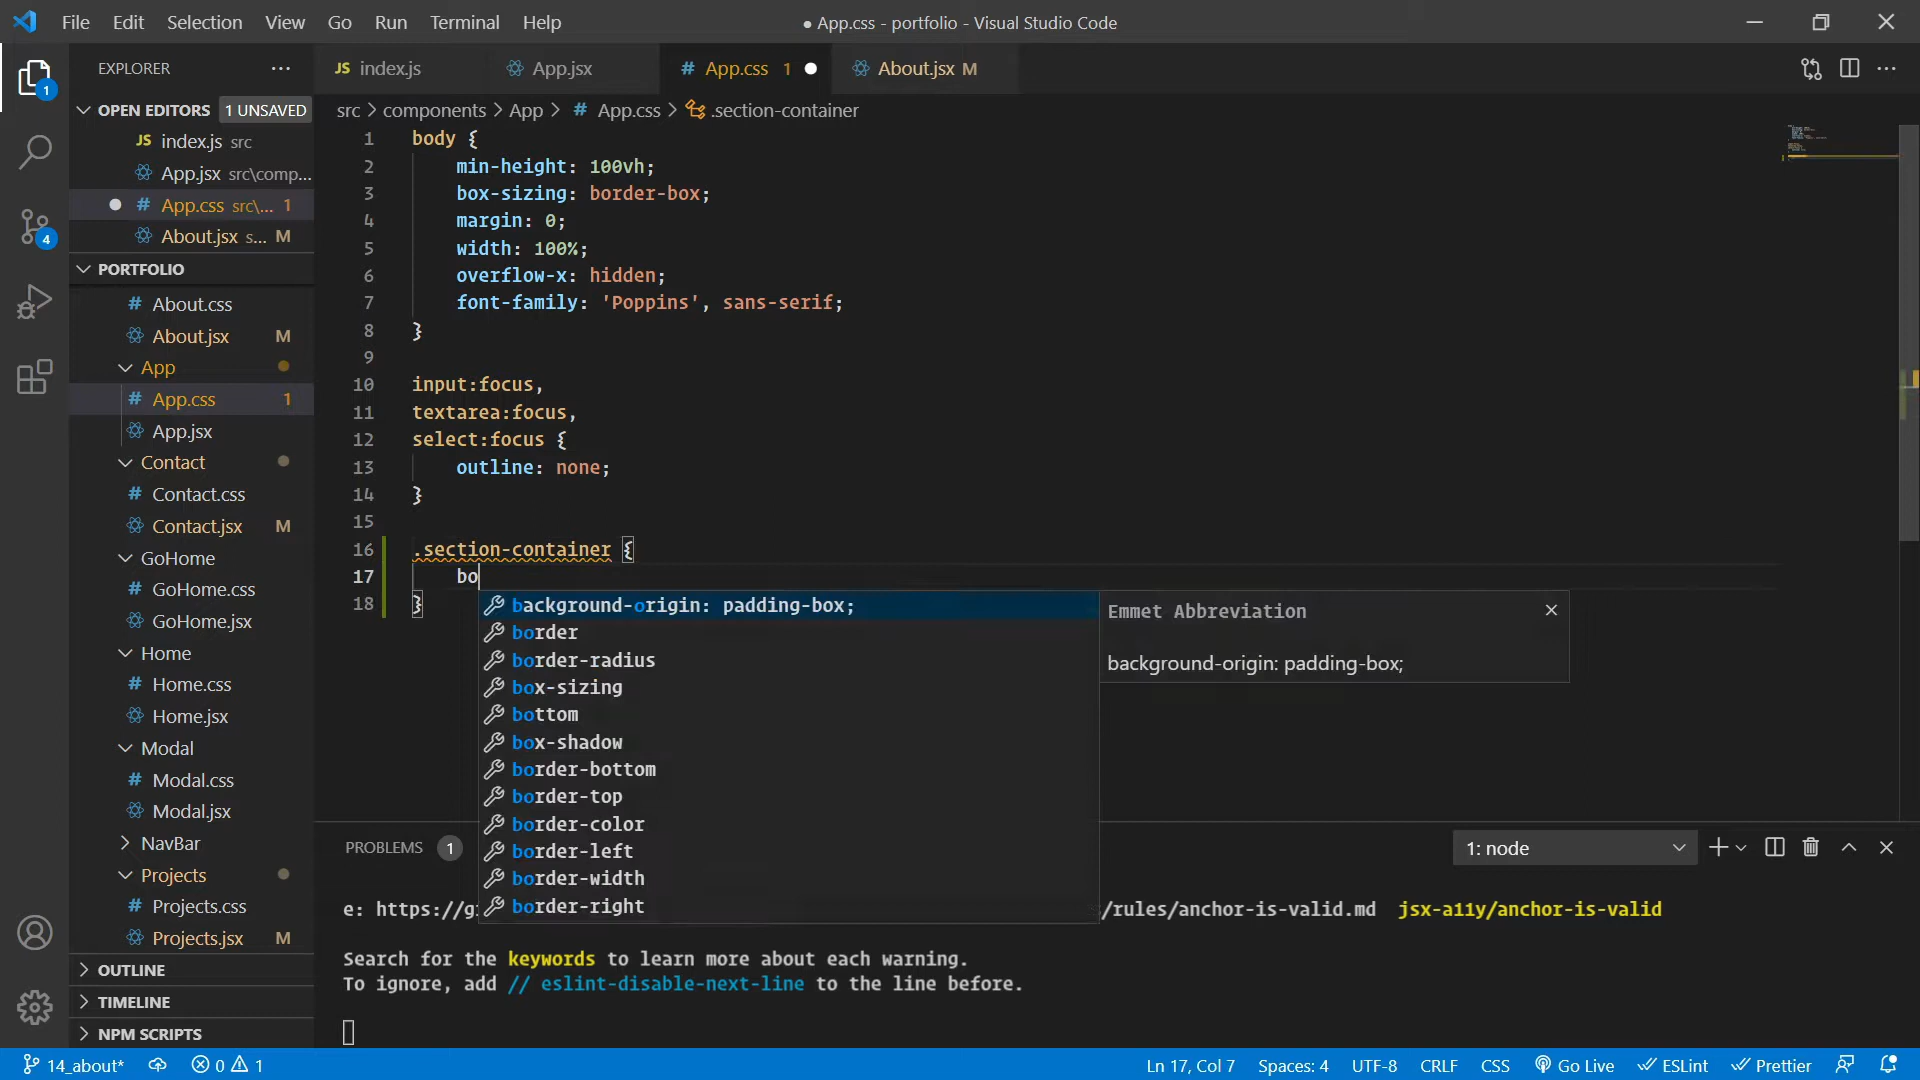 File Edit Selection View Go Run Terminal Help ● App.css - portfolio - Visual Studio Code
EXPLORER
JS index.js App.jsx # App.css 1 ● About.jsx M
1
OPEN EDITORS 1 UNSAVED
JS index.js src
App.jsx src\comp...
● # App.css src\... 1
About.jsx s... M
4
PORTFOLIO
# About.css
About.jsx M
App
# App.css 1
App.jsx
Contact
# Contact.css
Contact.jsx M
GoHome
# GoHome.css
GoHome.jsx
Home
# Home.css
Home.jsx
Modal
# Modal.css
Modal.jsx
NavBar
Projects
# Projects.css
Projects.jsx M
OUTLINE
TIMELINE
NPM SCRIPTS
src > components > App > # App.css > .section-container
1 body {
2 min-height: 100vh;
3 box-sizing: border-box;
4 margin: 0;
5 width: 100%;
6 overflow-x: hidden;
7 font-family: 'Poppins', sans-serif;
8 }
9
10 input:focus,
11 textarea:focus,
12 select:focus {
13 outline: none;
14 }
15
16 .section-container {
17 bo
18 }
background-origin: padding-box;
border
border-radius
box-sizing
bottom
box-shadow
border-bottom
border-top
border-color
border-left
border-width
border-right
Emmet Abbreviation
background-origin: padding-box;
PROBLEMS 1
1: node
e: https://g
/rules/anchor-is-valid.md jsx-a11y/anchor-is-valid
Search for the keywords to learn more about each warning.
To ignore, add // eslint-disable-next-line to the line before.
14_about* 0 1 Ln 17, Col 7 Spaces: 4 UTF-8 CRLF CSS Go Live ESLint Prettier